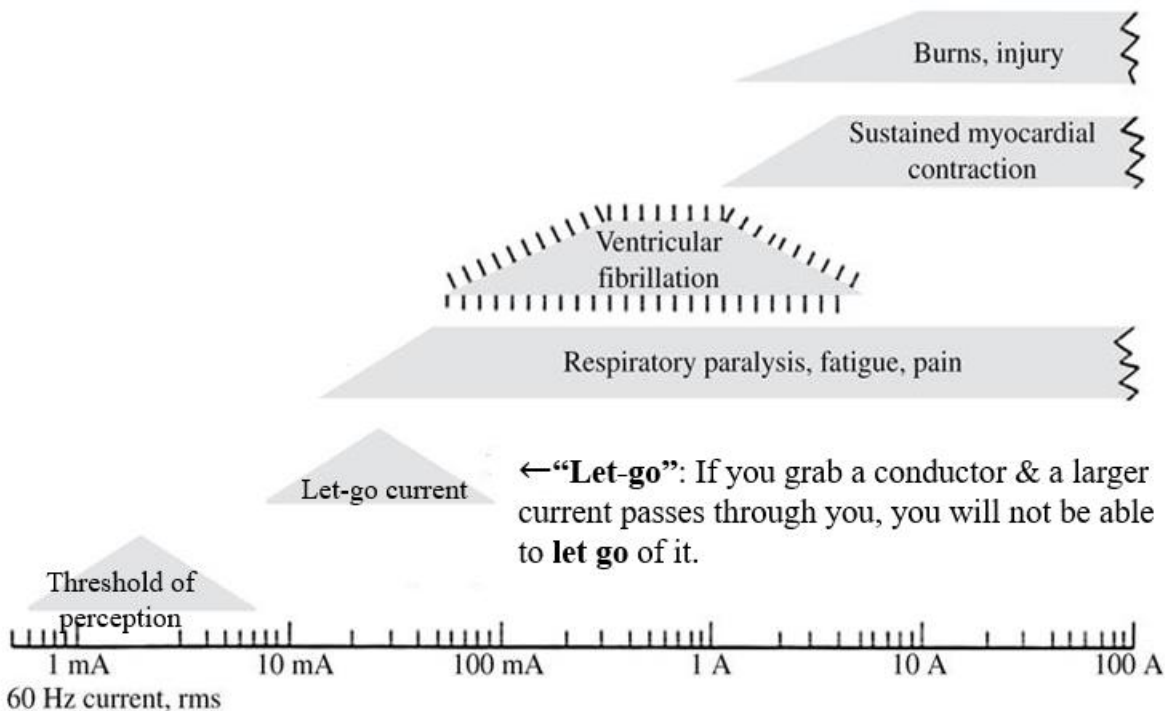 Burns, injury
Sustained myocardial
contraction
Ventricular
fibrillation
Respiratory paralysis, fatigue, pain
Let-go current
←“Let-go”: If you grab a conductor & a larger
current passes through you, you will not be able
to let go of it.
Threshold of
perception
1 mA 10 mA 100 mA 1 A 10 A 100 A
60 Hz current, rms